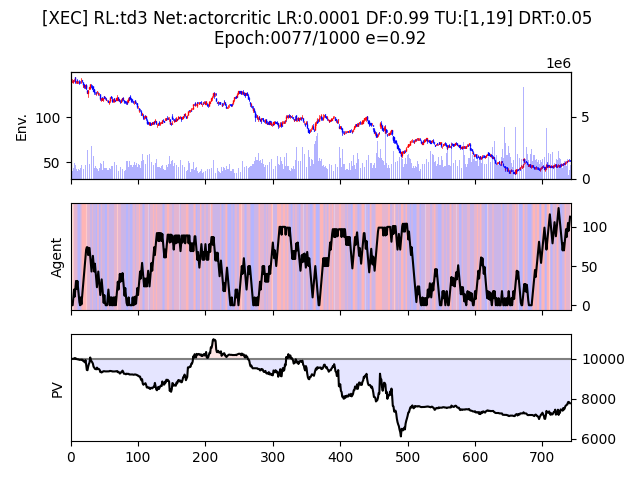 [XEC] RL:td3 Net:actorcritic LR:0.0001 DF:0.99 TU:[1,19] DRT:0.05
Epoch:0077/1000 e=0.92
1e6
Env.
100
50
5
0
Agent
100
50
0
PV
10000
8000
6000
0 100 200 300 400 500 600 700